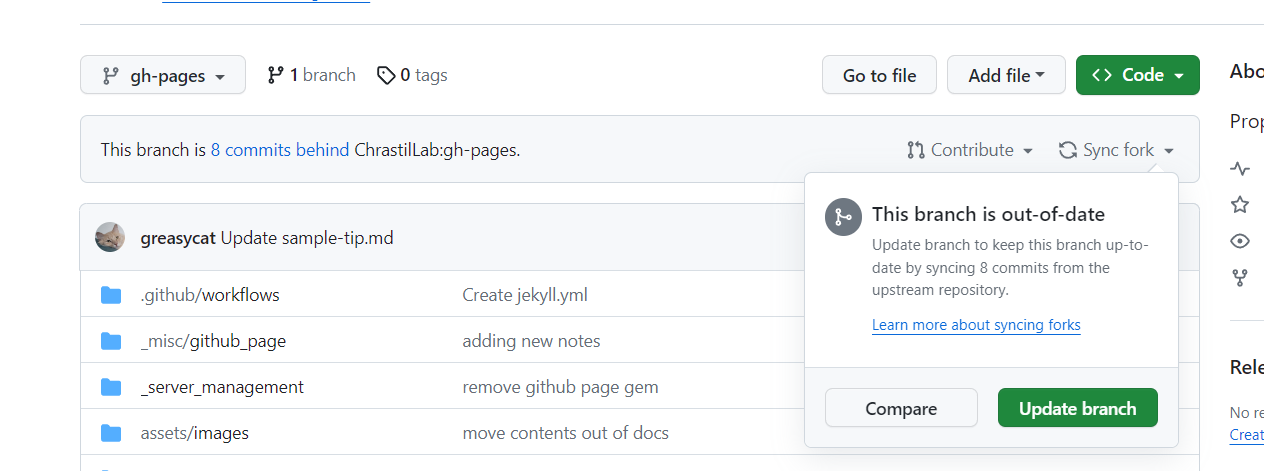 gh-pages 1 branch 0 tags Go to file Add file Code
This branch is 8 commits behind ChrastilLab:gh-pages. Contribute Sync fork
This branch is out-of-date
Update branch to keep this branch up-to-
date by syncing 8 commits from the
upstream repository.
Learn more about syncing forks
Compare Update branch
greasycat Update sample-tip.md
.github/workflows Create jekyll.yml
_misc/github_page adding new notes
_server_management remove github page gem
assets/images move contents out of docs
Abo
Prop
Rele
No re
Creat